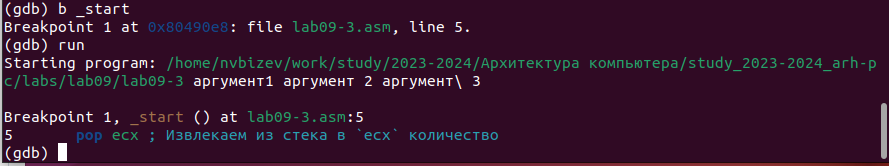 (gdb) b _start
Breakpoint 1 at 0x80490e8: file lab09-3.asm, line 5.
(gdb) run
Starting program: /home/nvbizev/work/study/2023-2024/Архитектура компьютера/study_2023-2024_arh-p
c/labs/lab09/lab09-3 аргумент1 аргумент 2 аргумент\ 3
Breakpoint 1, _start () at lab09-3.asm:5
5 pop ecx ; Извлекаем из стека в `ecx` количество
(gdb)